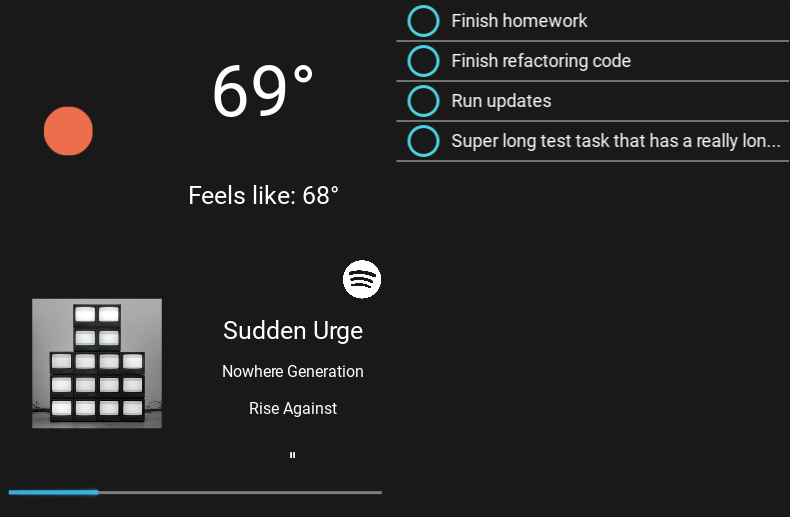 69°
Feels like: 68°
Sudden Urge
Nowhere Generation
Rise Against
"
Finish homework
Finish refactoring code
Run updates
Super long test task that has a really lon...